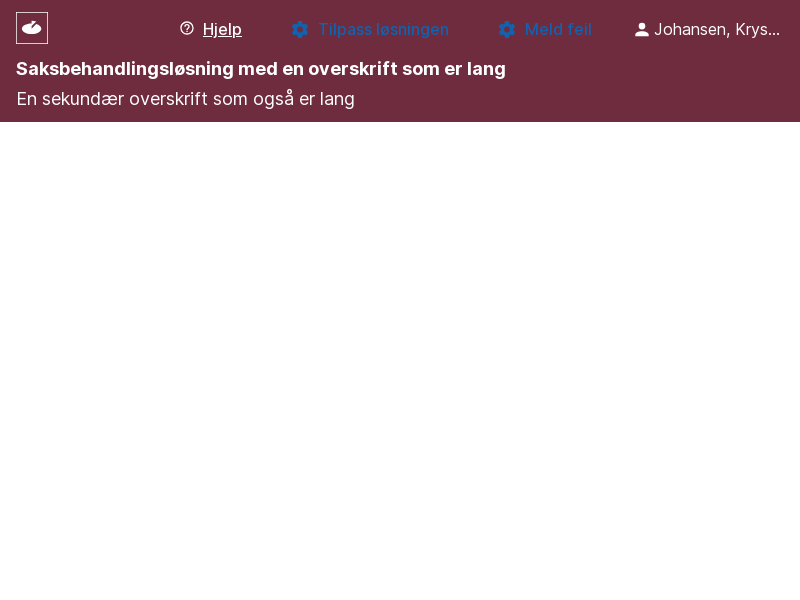 Hjelp Tilpass løsningen Meld feil Johansen, Krys...
Saksbehandlingsløsning med en overskrift som er lang
En sekundær overskrift som også er lang